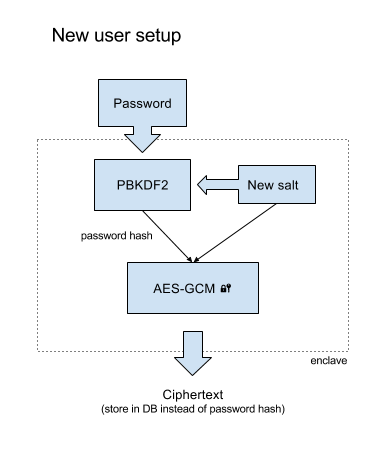 New user setup
Password
PBKDF2
New salt
password hash
AES-GCM 🔐
enclave
Ciphertext
(store in DB instead of password hash)